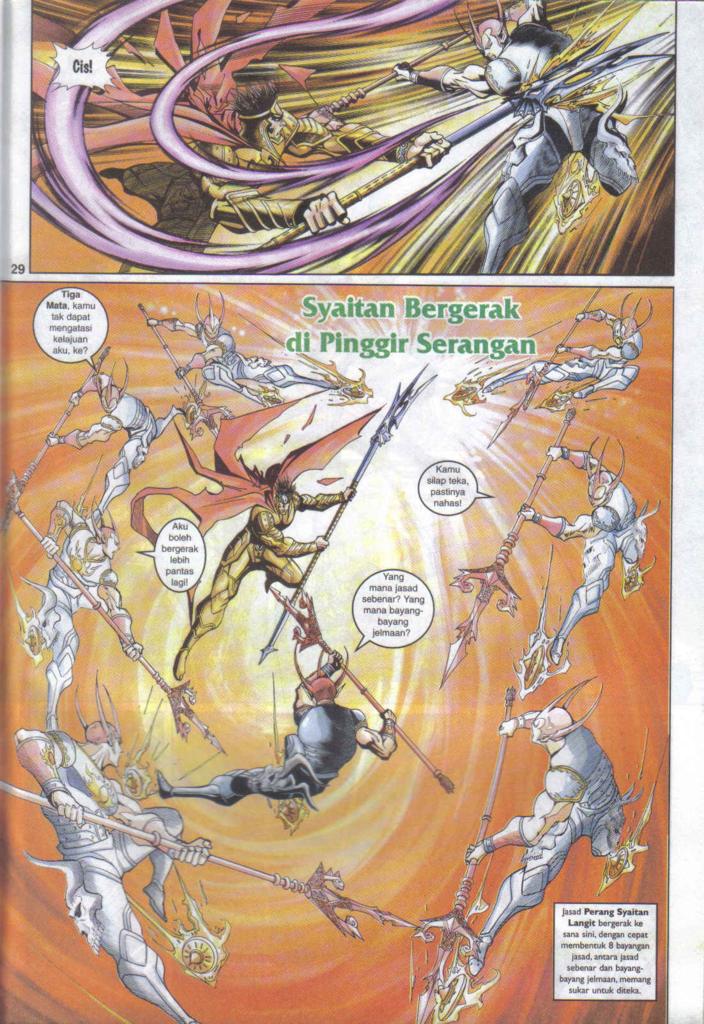 Cis!
29
Syaitan Bergerak
di Pinggir Serangan
Tiga
Mata, kamu
tak dapat
mengatasi
kelajuan
aku, ke?
Kamu
silap teka,
pastinya
nahas!
Aku
boleh
bergerak
lebih
pantas
lagi!
Yang
mana jasad
sebenar? Yang
mana bayang-
bayang
jelmaan?
Jasad Perang Syaitan
Langit bergerak ke
sana sini, dengan cepat
membentuk 8 bayangan
jasad, antara jasad
sebenar dan bayang-
bayang jelmaan, memang
sukar untuk diteka.